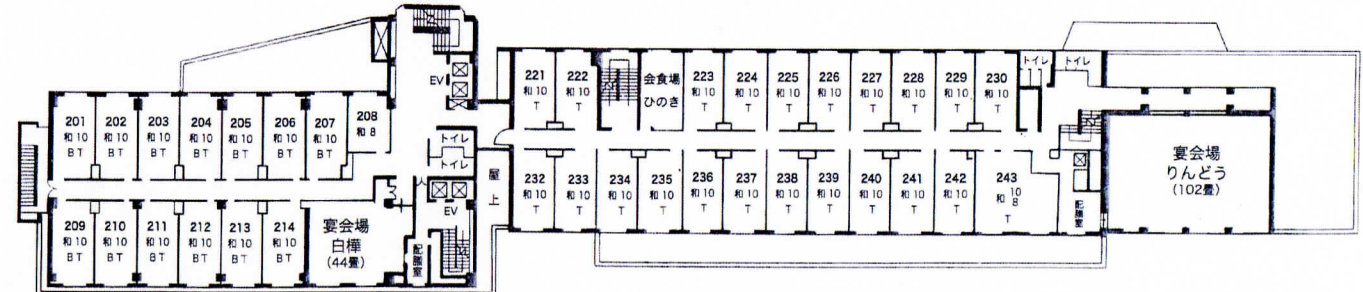 EV
トイレ
トイレ
EV
屋上
配膳室
201
和10
BT
202
和10
BT
203
和10
BT
204
和10
BT
205
和10
BT
206
和10
BT
207
和10
BT
208
和8
209
和10
BT
210
和10
BT
211
和10
BT
212
和10
BT
213
和10
BT
214
和10
BT
宴会場
白樺
(44畳)
221
和10
T
222
和10
T
会食場
ひのき
223
和10
T
224
和10
T
225
和10
T
226
和10
T
227
和10
T
228
和10
T
229
和10
T
230
和10
T
トイレ
トイレ
232
和10
T
233
和10
T
234
和10
T
235
和10
T
236
和10
T
237
和10
T
238
和10
T
239
和10
T
240
和10
T
241
和10
T
242
和10
T
243
和10 8
T
配膳室
宴会場
りんどう
(102畳)